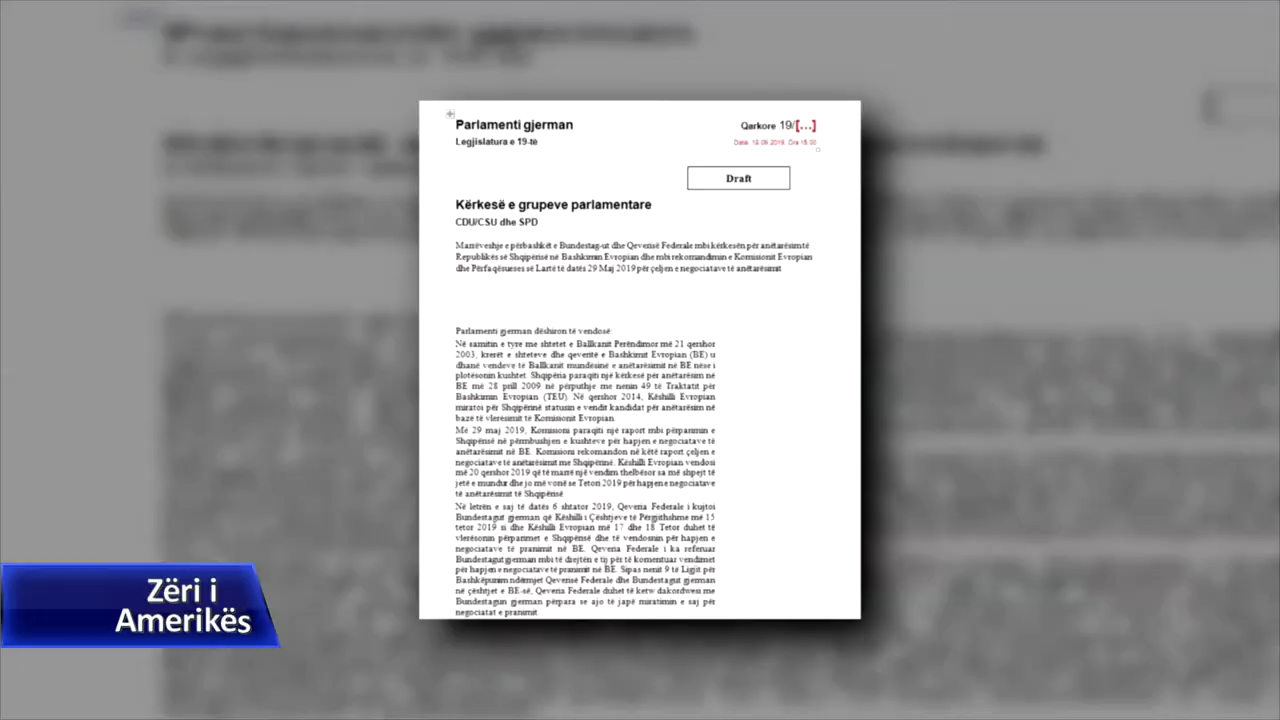 Parlamenti gjerman
Qarkore 19/[...]
Legjislatura e 19-të
Data: 13.09.2019, Ora 15:00
Draft
Kërkesë e grupeve parlamentare
CDU/CSU dhe SPD
Marrëveshje e përbashkët e Bundestag-ut dhe Qeverisë Federale mbi kërkesën për anëtarësimtë
Republikës së Shqipërisë në Bashkimin Evropian dhe mbi rekomandimin e Komisionit Evropian
dhe Përfaqësueses së Lartë të datës 29 Maj 2019 për çeljen e negociatave të anëtarësimit
Parlamenti gjerman dëshiron të vendosë:
Në samitin e tyre me shtetet e Ballkanit Perëndimor më 21 qershor
2003, krerët e shteteve dhe qeveritë e Bashkimit Evropian (BE) u
dhanë vendeve të Ballkanit mundësinë e anëtarësimit në BE nëse i
plotësonin kushtet. Shqipëria paraqiti një kërkesë për anëtarësim në
BE më 28 prill 2009 në përputhje me nenin 49 të Traktatit për
Bashkimin Evropian (TEU). Në qershor 2014, Këshilli Evropian
miratoi për Shqipërinë statusin e vendit kandidat për anëtarësim në
bazë të vlerësimit të Komisionit Evropian.
Më 29 maj 2019, Komisioni paraqiti një raport mbi përparimin e
Shqipërisë në përmbushjen e kushteve për hapjen e negociatave të
anëtarësimit në BE. Komisioni rekomandon në këtë raport çeljen e
negociatave të anëtarësimit me Shqipërinë. Këshilli Evropian vendosi
më 20 qershor 2019 që të marrë një vendim thelbësor sa më shpejt të
jetë e mundur dhe jo më vonë se Tetori 2019 për hapjene negociatave
të anëtarësimit të Shqipërisë
Në letrën e saj të datës 6 shtator 2019, Qeveria Federale i kujtoi
Bundestagut gjerman që Këshilli i Çështjeve të Përgjithshme më 15
tetor 2019 si dhe Këshilli Evropian më 17 dhe 18 Tetor duhet të
vlerësonin përparimet e Shqipërisë dhe të vendosnin për hapjen e
negociatave të pranimit në BE. Qeveria Federale i ka referuar
Bundestagut gjerman mbi të drejtën e tij për të komentuar vendimet
për hapjen e negociatave të pranimit në BE. Sipas nenit 9 të Ligjit për
Bashkëpunim ndërmjet Qeverisë Federale dhe Bundestagut gjerman
në çështjet e BE-së, Qeveria Federale duhet të ketw dakordwsi me
Bundestagun gjerman përpara se ajo të japë miratimin e saj për
negociatat e pranimit.
Zëri i
Amerikës